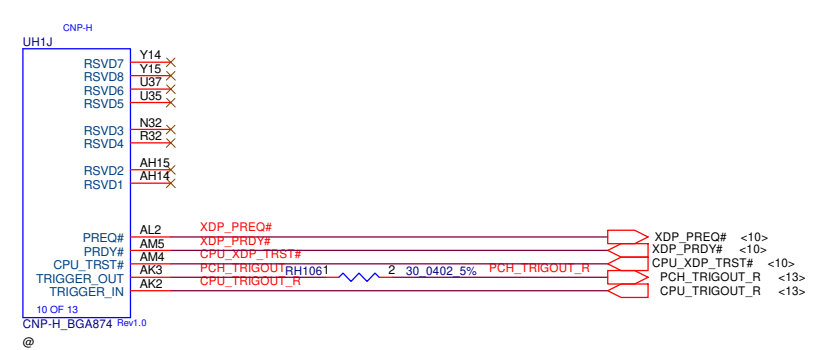 CNP-H
UH1J
RSVD7 Y14
RSVD8 Y15
RSVD6 U37
RSVD5 U35
RSVD3 N32
RSVD4 R32
RSVD2 AH15
RSVD1 AH14
PREQ# AL2 XDP_PREQ# XDP_PREQ# <10>
PRDY# AM5 XDP_PRDY# XDP_PRDY# <10>
CPU_TRST# AM4 CPU_XDP_TRST# CPU_XDP_TRST# <10>
TRIGGER_OUT AK3 PCH_TRIGOUT RH106 1 2 30_0402_5% PCH_TRIGOUT_R PCH_TRIGOUT_R <13>
TRIGGER_IN AK2 CPU_TRIGOUT_R CPU_TRIGOUT_R <13>
10 OF 13
CNP-H_BGA874 Rev1.0
@